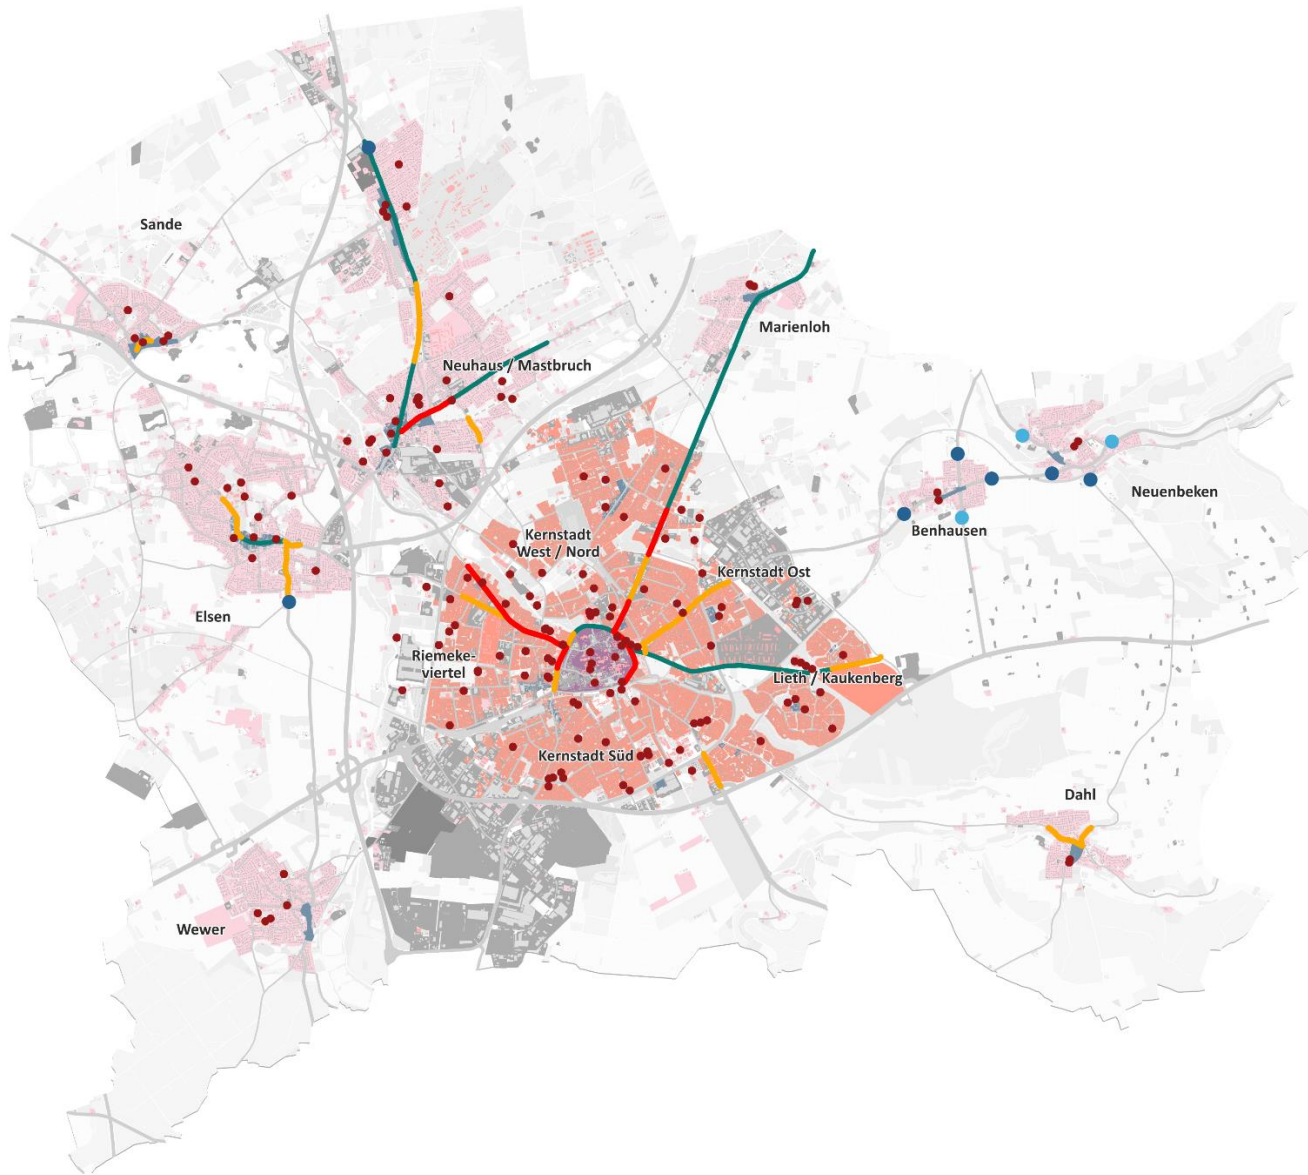 Sande
Marienloh
Neuhaus / Mastbruch
Neuenbeken
Benhausen
Kernstadt
West / Nord
Kernstadt Ost
Elsen
Riemeke-
viertel
Lieth / Kaukenberg
Kernstadt Süd
Dahl
Wewer